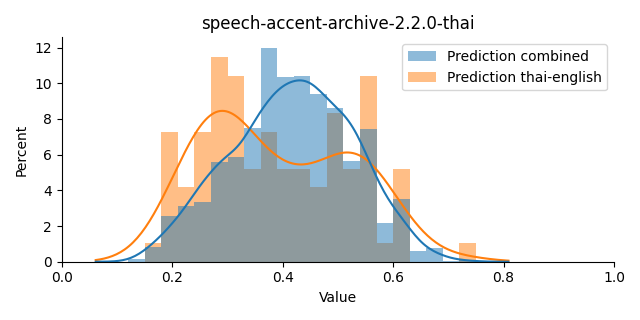 speech-accent-archive-2.2.0-thai
Prediction combined
Prediction thai-english
Percent
12
10
8
6
4
2
0
0.0 0.2 0.4 0.6 0.8 1.0
Value